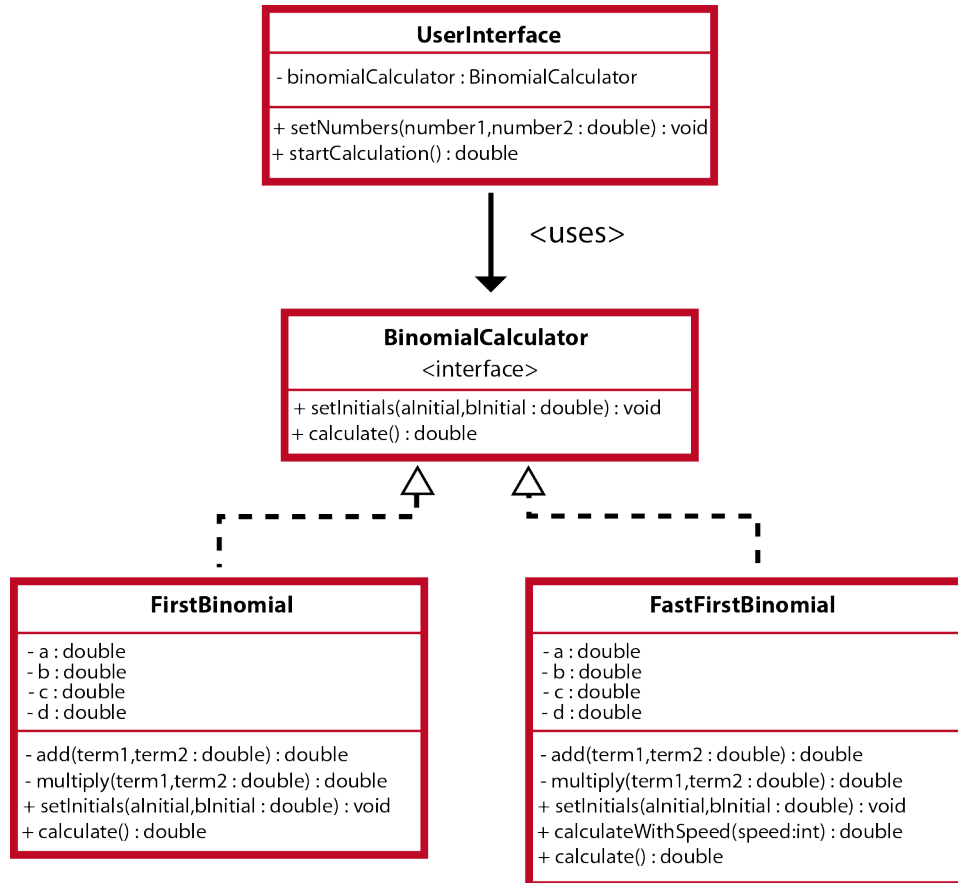 UserInterface
- binomialCalculator : BinomialCalculator
+ setNumbers(number1,number2 : double) : void
+ startCalculation() : double
<uses>
BinomialCalculator
<interface>
+ setInitials(aInitial,bInitial : double) : void
+ calculate() : double
FirstBinomial
- a : double
- b : double
- c : double
- d : double
- add(term1,term2 : double) : double
- multiply(term1,term2 : double) : double
+ setInitials(aInitial,bInitial : double) : void
+ calculate() : double
FastFirstBinomial
- a : double
- b : double
- c : double
- d : double
- add(term1,term2 : double) : double
- multiply(term1,term2 : double) : double
+ setInitials(aInitial,bInitial : double) : void
+ calculateWithSpeed(speed:int) : double
+ calculate() : double